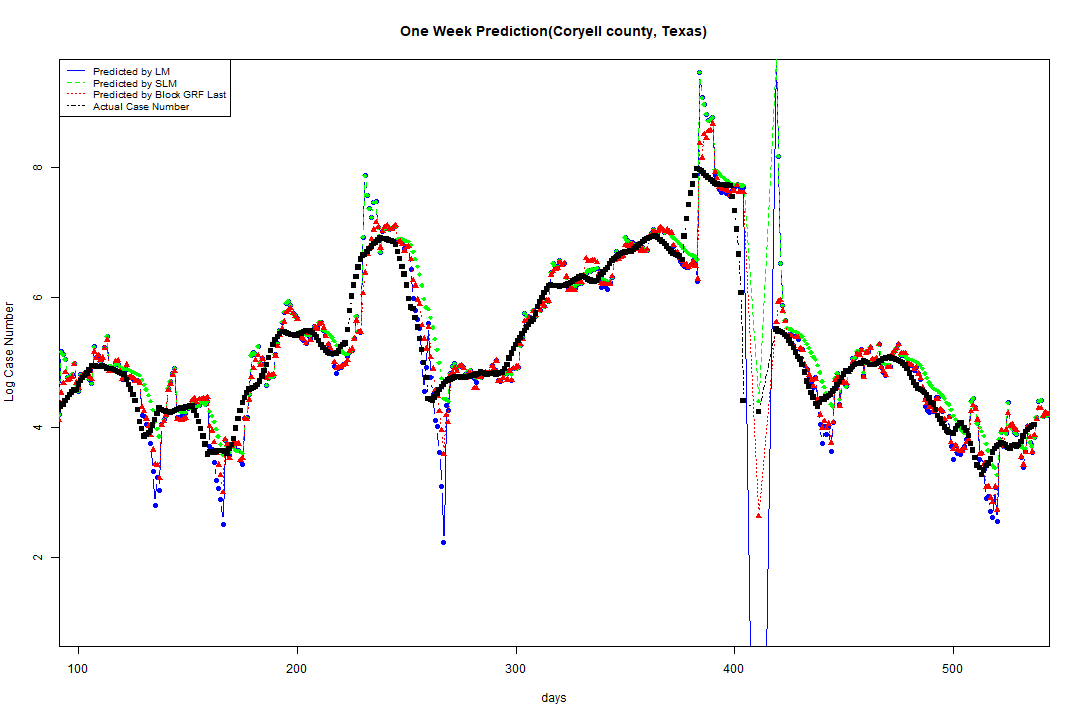 One Week Prediction(Coryell county, Texas)
Predicted by LM
Predicted by SLM
Predicted by Block GRF Last
Actual Case Number
8
6
4
2
Log Case Number
100 200 300 400 500
days